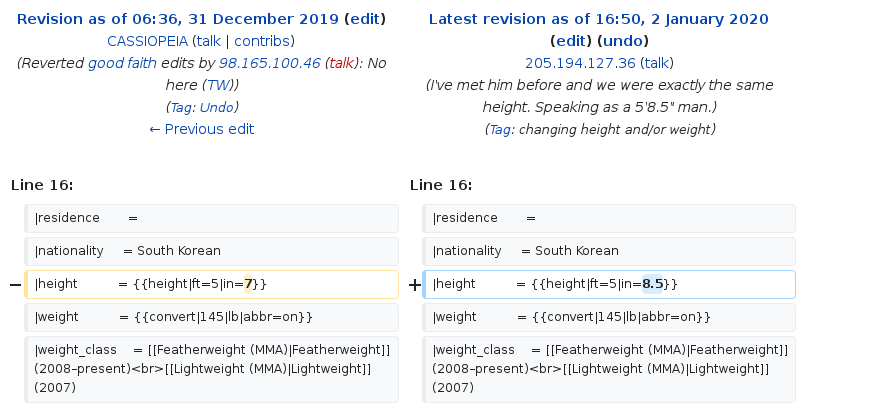 Revision as of 06:36, 31 December 2019 (edit)
CASSIOPEIA (talk | contribs)
(Reverted good faith edits by 98.165.100.46 (talk): No
here (TW))
(Tag: Undo)
← Previous edit
Latest revision as of 16:50, 2 January 2020
(edit) (undo)
205.194.127.36 (talk)
(I've met him before and we were exactly the same
height. Speaking as a 5'8.5" man.)
(Tag: changing height and/or weight)
Line 16:
|residence =
|nationality = South Korean
− |height = {{height|ft=5|in=7}}
|weight = {{convert|145|lb|abbr=on}}
|weight_class = [[Featherweight (MMA)|Featherweight]]
(2008–present)<br>[[Lightweight (MMA)|Lightweight]]
(2007)
Line 16:
|residence =
|nationality = South Korean
+ |height = {{height|ft=5|in=8.5}}
|weight = {{convert|145|lb|abbr=on}}
|weight_class = [[Featherweight (MMA)|Featherweight]]
(2008–present)<br>[[Lightweight (MMA)|Lightweight]]
(2007)